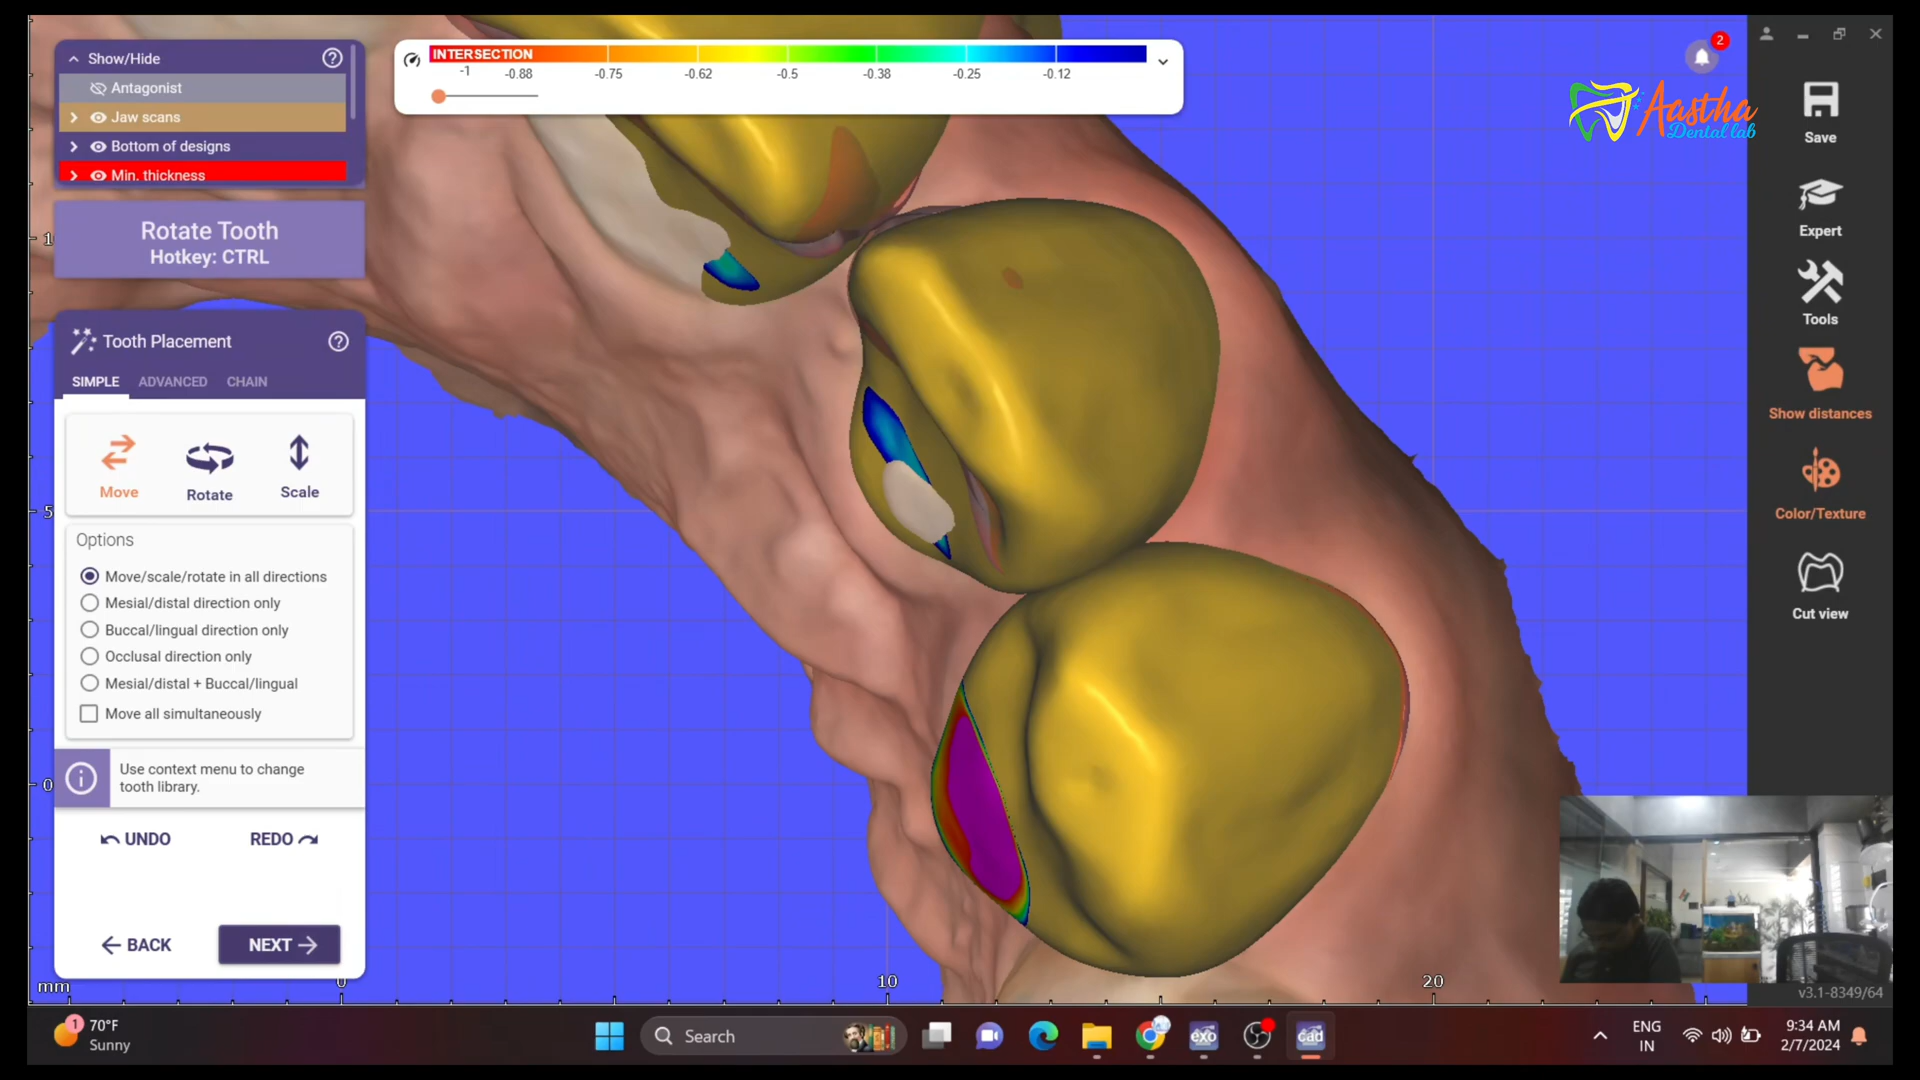 Show/Hide
Antagonist
Jaw scans
Bottom of designs
Min. thickness
Rotate Tooth
Hotkey: CTRL
Tooth Placement
SIMPLE ADVANCED CHAIN
Move Rotate Scale
Options
Move/scale/rotate in all directions
Mesial/distal direction only
Buccal/lingual direction only
Occlusal direction only
Mesial/distal + Buccal/lingual
Move all simultaneously
Use context menu to change
tooth library.
UNDO REDO
BACK NEXT
INTERSECTION
-1 -0.88 -0.75 -0.62 -0.5 -0.38 -0.25 -0.12
2
Aastha
Dental lab
Save
Expert
Tools
Show distances
Color/Texture
Cut view
5
0
mm 0 10 20
v3.1-8349/64
1
70°F
Sunny
Search
exo
cad
ENG
IN
9:34 AM
2/7/2024